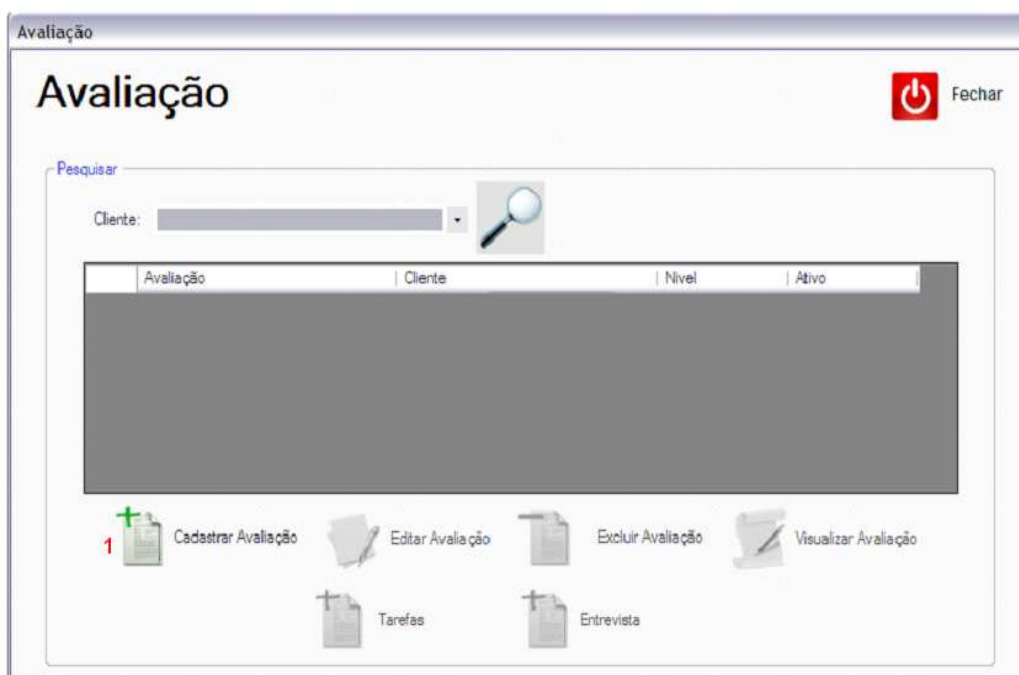 Avaliação
Avaliação
Fechar
Pesquisar
Cliente:
Avaliação Cliente Nivel Ativo
1 Cadastrar Avaliação Editar Avaliação Excluir Avaliação Visualizar Avaliação
Tarefas Entrevista